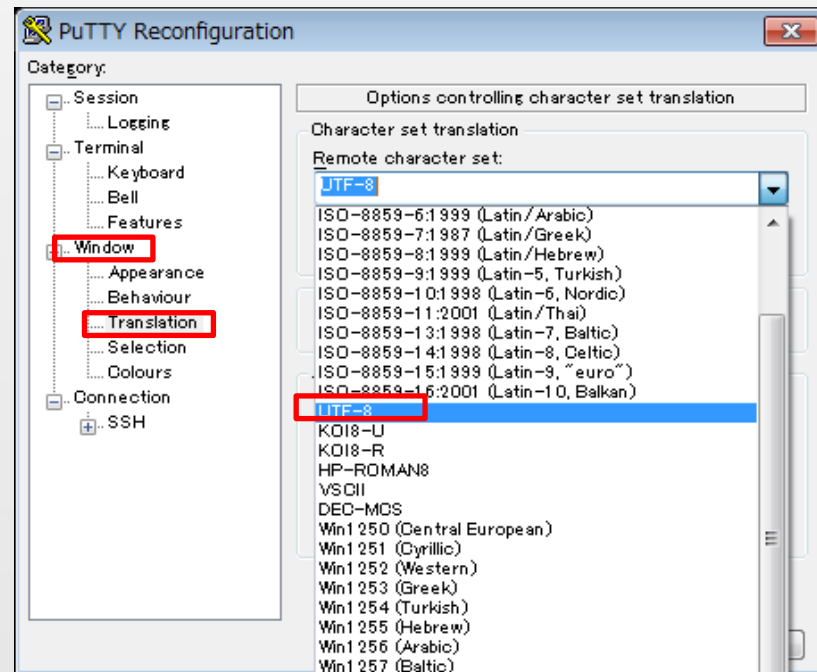 PuTTY Reconfiguration
Category:
Session
Logging
Terminal
Keyboard
Bell
Features
Window
Appearance
Behaviour
Translation
Selection
Colours
Connection
SSH
Options controlling character set translation
Character set translation
Remote character set:
UTF-8
ISO-8859-6:1999 (Latin/Arabic)
ISO-8859-7:1987 (Latin/Greek)
ISO-8859-8:1999 (Latin/Hebrew)
ISO-8859-9:1999 (Latin-5, Turkish)
ISO-8859-10:1998 (Latin-6, Nordic)
ISO-8859-11:2001 (Latin/Thai)
ISO-8859-13:1998 (Latin-7, Baltic)
ISO-8859-14:1998 (Latin-8, Celtic)
ISO-8859-15:1999 (Latin-9, "euro")
ISO-8859-16:2001 (Latin-10, Balkan)
UTF-8
KOI8-U
KOI8-R
HP-ROMAN8
VSCII
DEC-MCS
Win1250 (Central European)
Win1251 (Cyrillic)
Win1252 (Western)
Win1253 (Greek)
Win1254 (Turkish)
Win1255 (Hebrew)
Win1256 (Arabic)
Win1257 (Baltic)